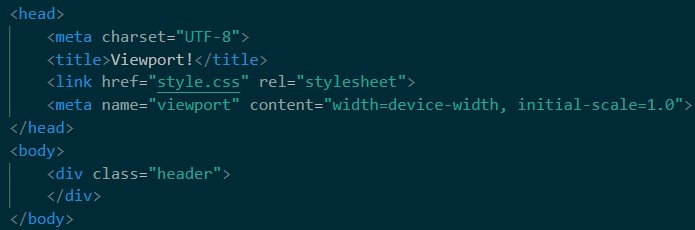 <head>
<meta charset="UTF-8">
<title>Viewport!</title>
<link href="style.css" rel="stylesheet">
<meta name="viewport" content="width=device-width, initial-scale=1.0">
</head>
<body>
<div class="header">
</div>
</body>